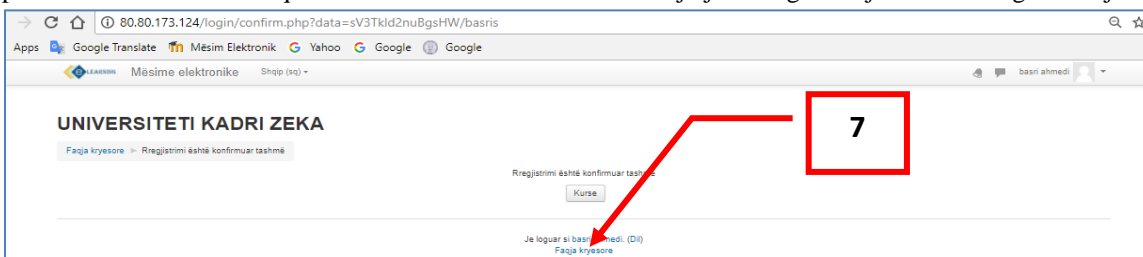 80.80.173.124/login/confirm.php?data=sV3Tkld2nuBgsHW/basris
Apps Google Translate Mësim Elektronik Yahoo Google Google
LEARNING Mësime elektronike Shqip (sq) basri ahmedi
UNIVERSITETI KADRI ZEKA
7
Faqja kryesore ► Rregjistrimi është konfirmuar tashmë
Rregjistrimi është konfirmuar tashmë
Kurse
Je loguar si basri ahmedi. (Dil)
Faqja kryesore